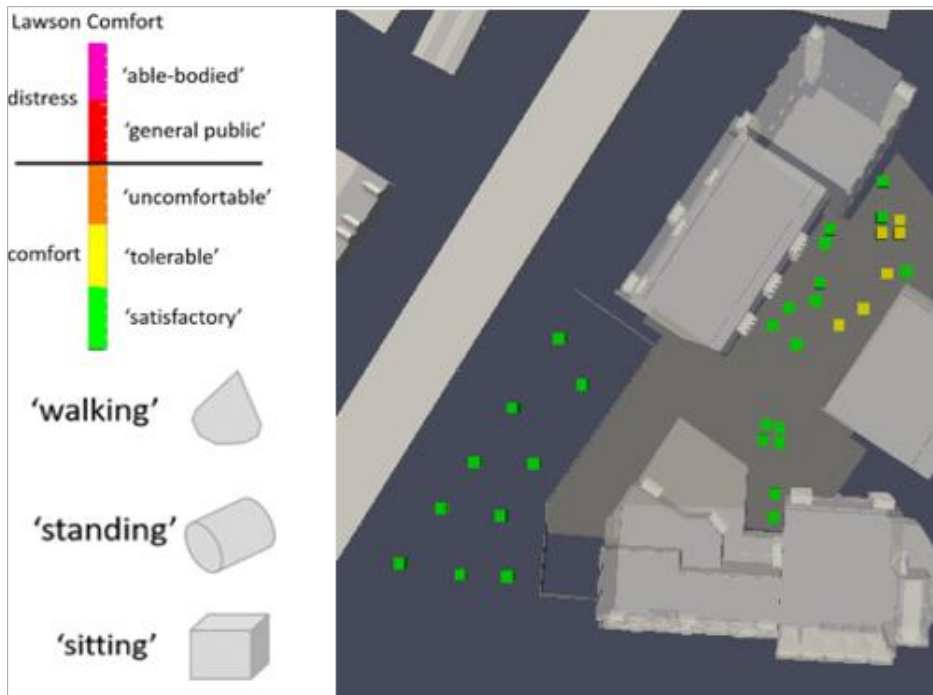 Lawson Comfort
‘able-bodied’
distress
‘general public’
‘uncomfortable’
comfort
‘tolerable’
‘satisfactory’
‘walking’
‘standing’
‘sitting’